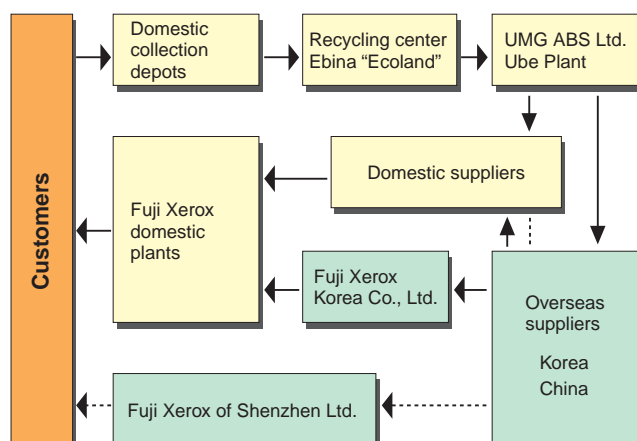 Customers
Domestic
collection
depots
Recycling center
Ebina “Ecoland”
UMG ABS Ltd.
Ube Plant
Domestic suppliers
Fuji Xerox
domestic
plants
Fuji Xerox
Korea Co., Ltd.
Overseas
suppliers
Korea
China
Fuji Xerox of Shenzhen Ltd.